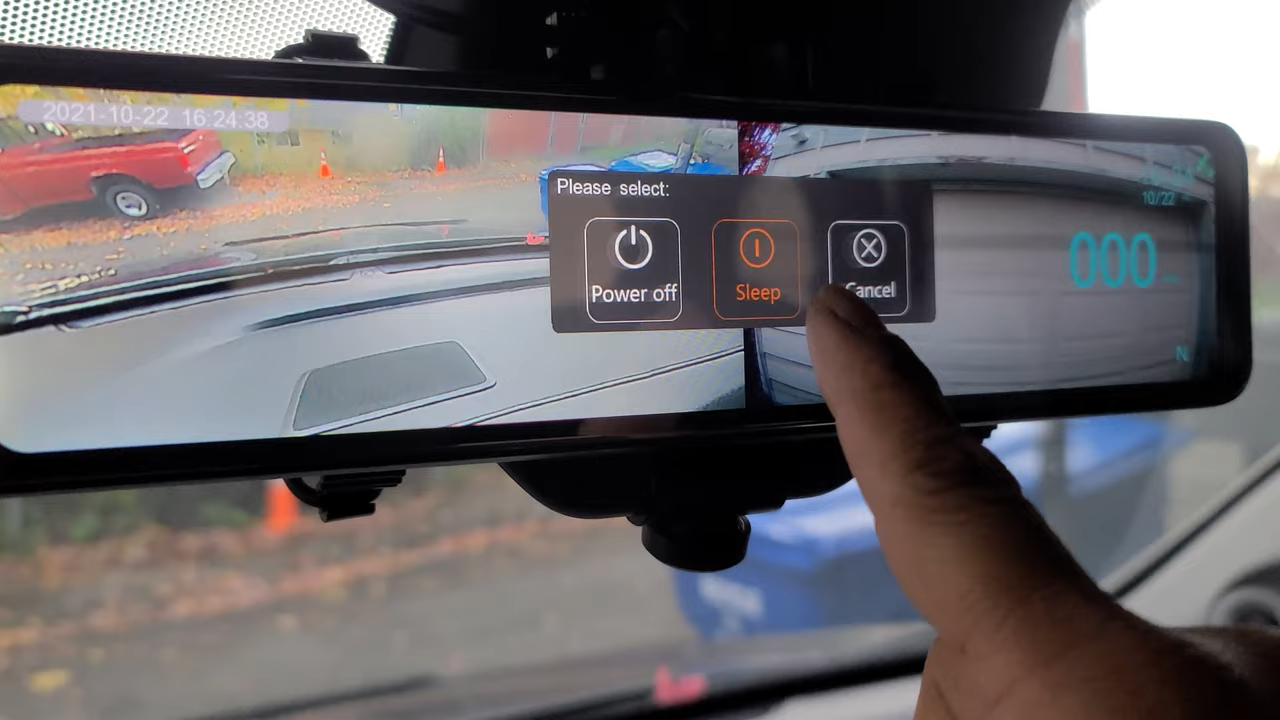 2021-10-22 16:24:38
Please select:
Power off
Sleep
Cancel
10/22
000
N